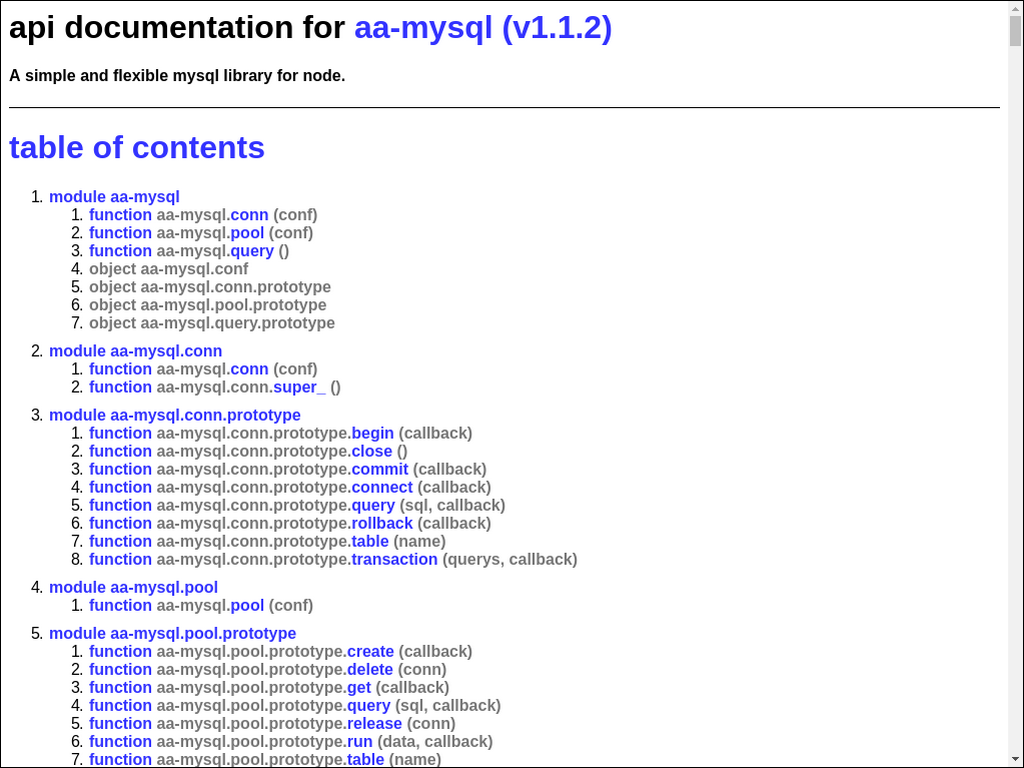 api documentation for aa-mysql (v1.1.2)
A simple and flexible mysql library for node.
table of contents
1. module aa-mysql
1. function aa-mysql.conn (conf)
2. function aa-mysql.pool (conf)
3. function aa-mysql.query ()
4. object aa-mysql.conf
5. object aa-mysql.conn.prototype
6. object aa-mysql.pool.prototype
7. object aa-mysql.query.prototype
2. module aa-mysql.conn
1. function aa-mysql.conn (conf)
2. function aa-mysql.conn.super_ ()
3. module aa-mysql.conn.prototype
1. function aa-mysql.conn.prototype.begin (callback)
2. function aa-mysql.conn.prototype.close ()
3. function aa-mysql.conn.prototype.commit (callback)
4. function aa-mysql.conn.prototype.connect (callback)
5. function aa-mysql.conn.prototype.query (sql, callback)
6. function aa-mysql.conn.prototype.rollback (callback)
7. function aa-mysql.conn.prototype.table (name)
8. function aa-mysql.conn.prototype.transaction (querys, callback)
4. module aa-mysql.pool
1. function aa-mysql.pool (conf)
5. module aa-mysql.pool.prototype
1. function aa-mysql.pool.prototype.create (callback)
2. function aa-mysql.pool.prototype.delete (conn)
3. function aa-mysql.pool.prototype.get (callback)
4. function aa-mysql.pool.prototype.query (sql, callback)
5. function aa-mysql.pool.prototype.release (conn)
6. function aa-mysql.pool.prototype.run (data, callback)
7. function aa-mysql.pool.prototype.table (name)